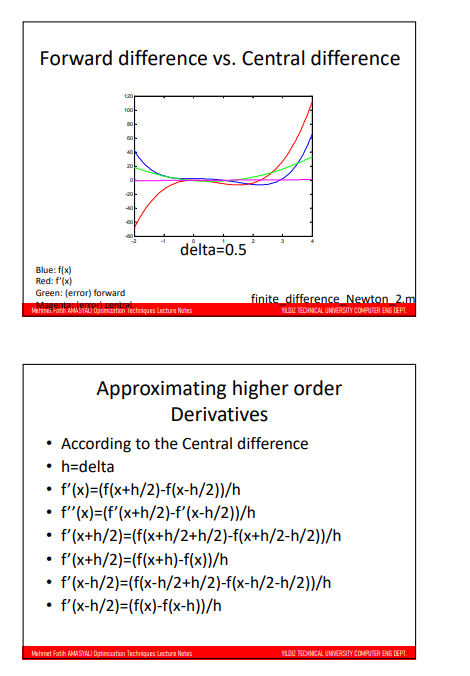 Forward difference vs. Central difference
120
100
80
60
40
20
0
-20
-40
-60
-80
-2 -1 0 1 2 3 4
delta=0.5
Blue: f(x)
Red: f’(x)
Green: (error) forward
Magenta: (error) central
finite_difference_Newton_2.m
Mehmet Fatih AMASYALI Optimization Techniques Lecture Notes YILDIZ TECHNICAL UNIVERSITY COMPUTER ENG DEPT.
Approximating higher order
Derivatives
• According to the Central difference
• h=delta
• f’(x)=(f(x+h/2)-f(x-h/2))/h
• f’’(x)=(f’(x+h/2)-f’(x-h/2))/h
• f’(x+h/2)=(f(x+h/2+h/2)-f(x+h/2-h/2))/h
• f’(x+h/2)=(f(x+h)-f(x))/h
• f’(x-h/2)=(f(x-h/2+h/2)-f(x-h/2-h/2))/h
• f’(x-h/2)=(f(x)-f(x-h))/h
Mehmet Fatih AMASYALI Optimization Techniques Lecture Notes YILDIZ TECHNICAL UNIVERSITY COMPUTER ENG DEPT.